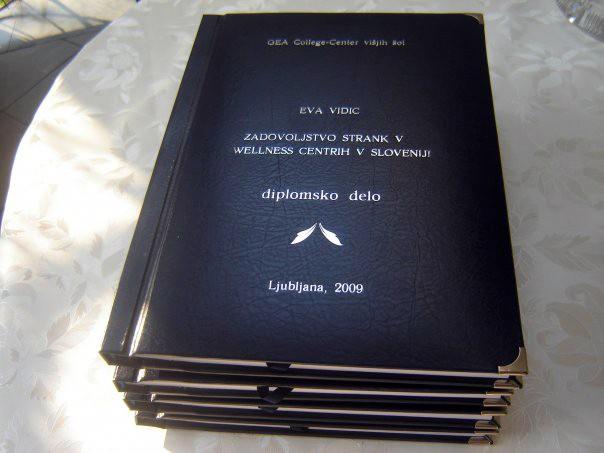 GEA College-Center višjih šol
EVA VIDIC
ZADOVOLJSTVO STRANK V
WELLNESS CENTRIH V SLOVENIJI
diplomsko delo
Ljubljana, 2009